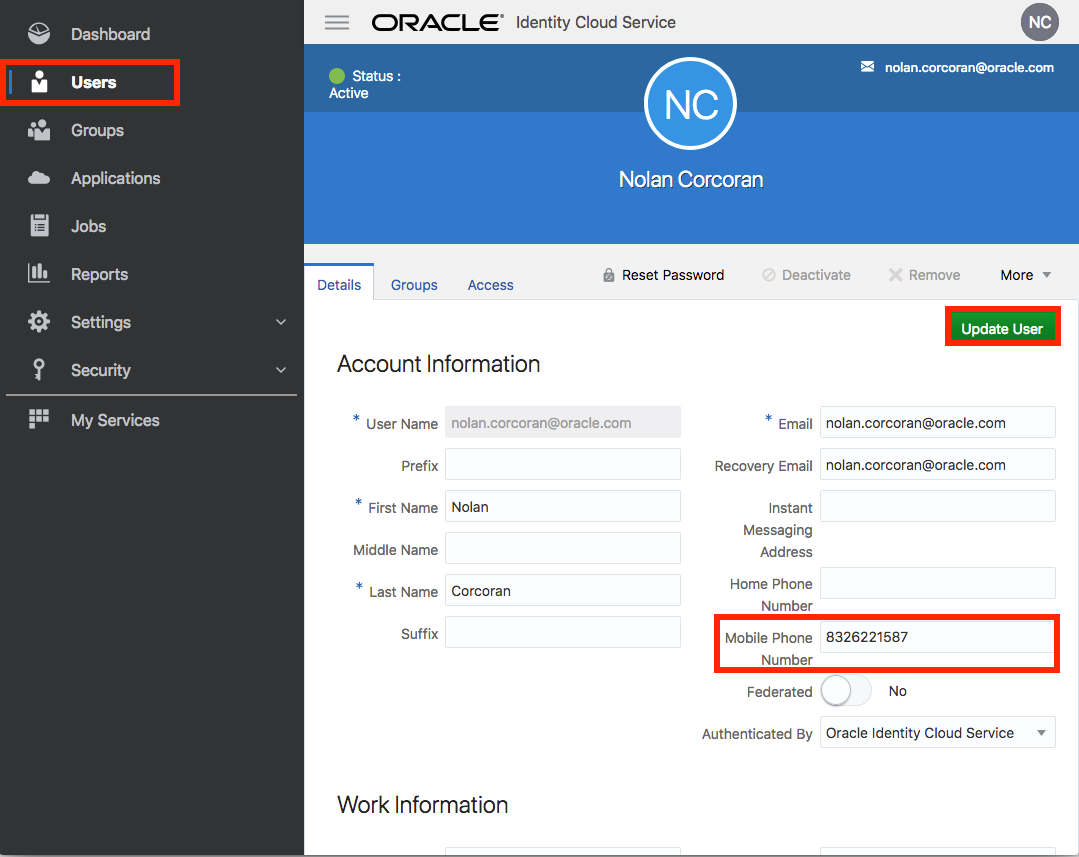 Dashboard
Users
Groups
Applications
Jobs
Reports
Settings
Security
My Services
ORACLE® Identity Cloud Service
NC
Status :
Active
nolan.corcoran@oracle.com
NC
Nolan Corcoran
Details Groups Access
Reset Password Deactivate Remove More
Update User
Account Information
* User Name nolan.corcoran@oracle.com
Prefix
* First Name Nolan
Middle Name
* Last Name Corcoran
Suffix
* Email nolan.corcoran@oracle.com
Recovery Email nolan.corcoran@oracle.com
Instant
Messaging
Address
Home Phone
Number
Mobile Phone 8326221587
Number
Federated No
Authenticated By Oracle Identity Cloud Service
Work Information